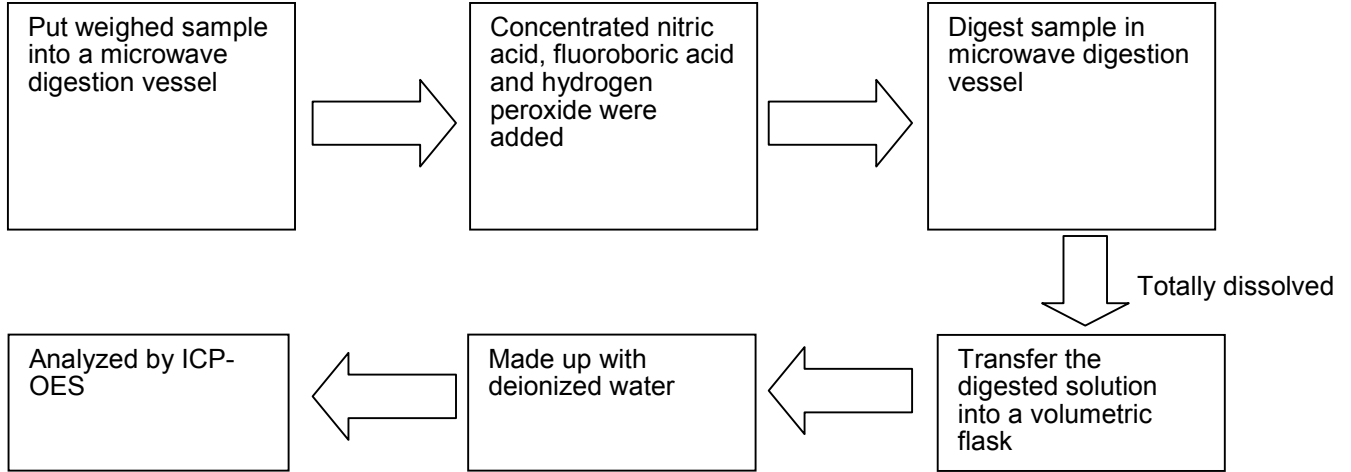 Put weighed sample
into a microwave
digestion vessel
Concentrated nitric
acid, fluoroboric acid
and hydrogen
peroxide were
added
Digest sample in
microwave digestion
vessel
Totally dissolved
Transfer the
digested solution
into a volumetric
flask
Made up with
deionized water
Analyzed by ICP-
OES